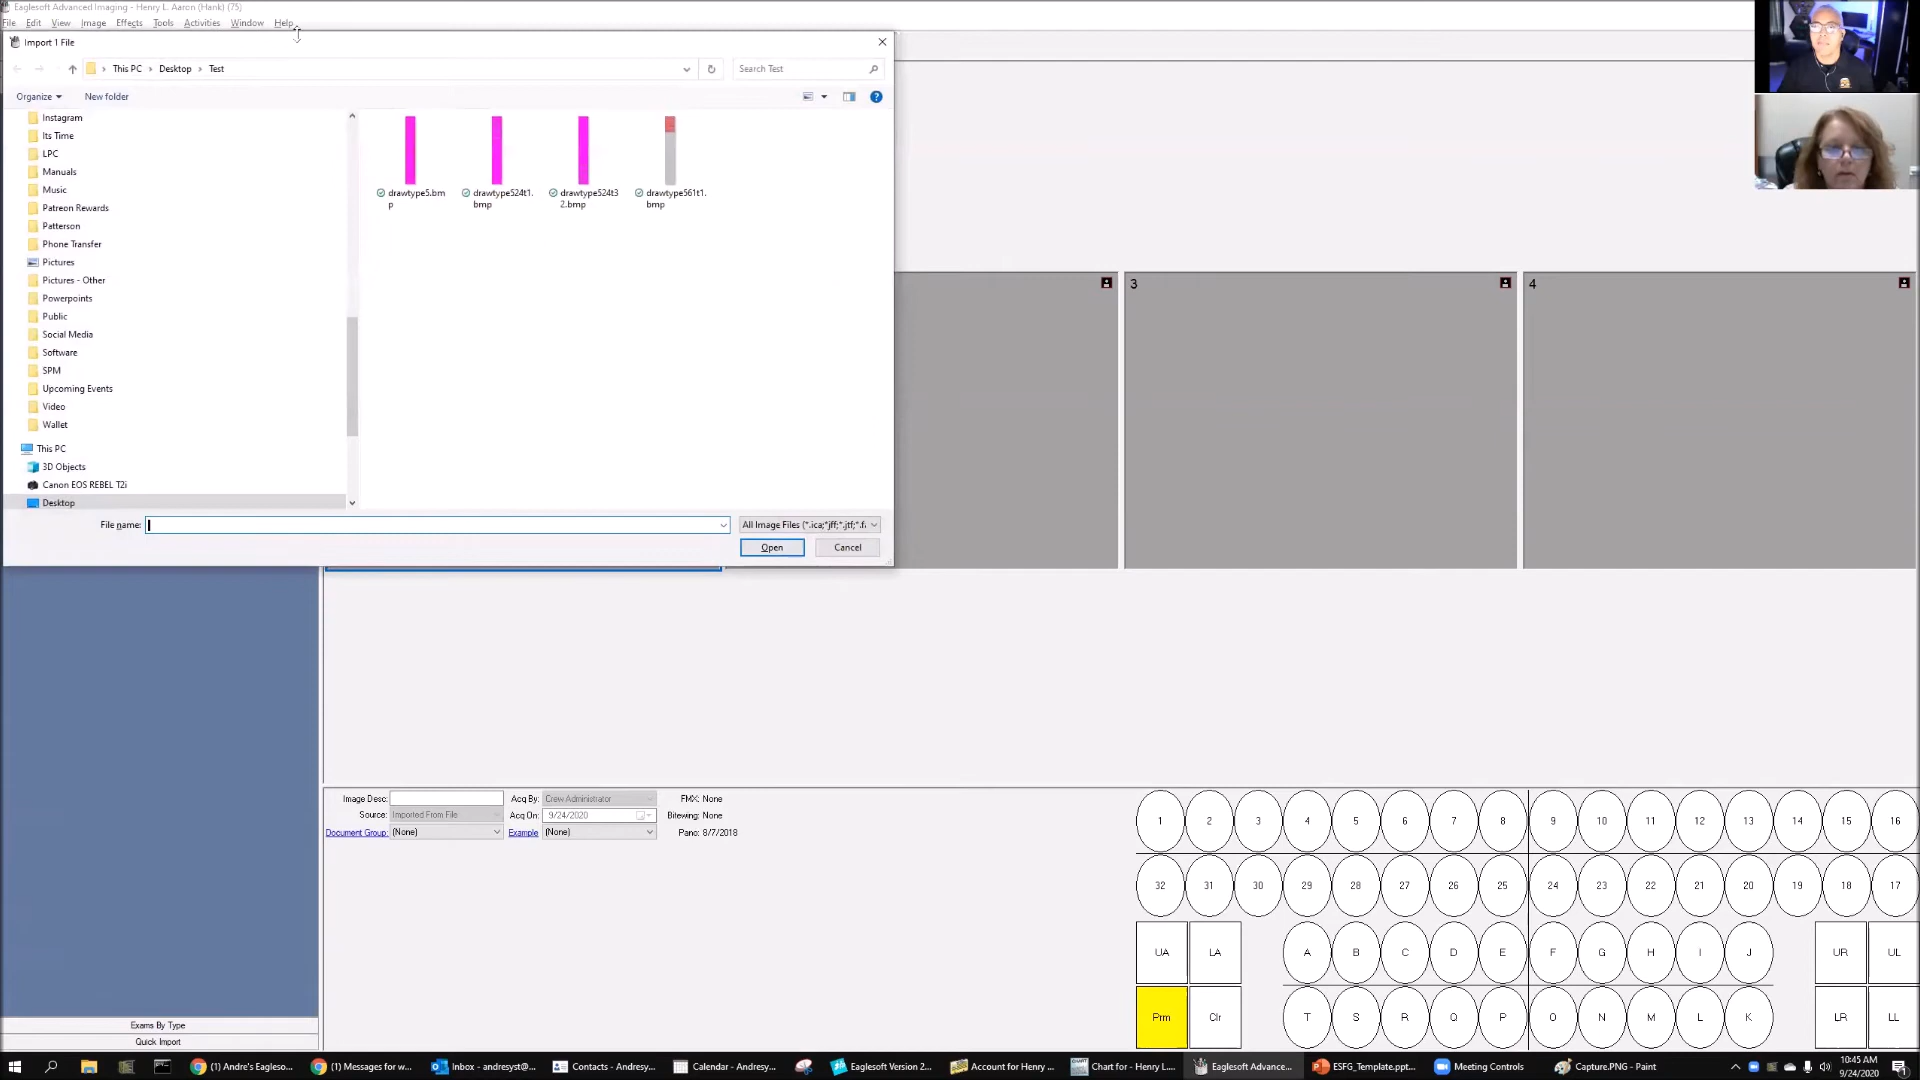 Eaglesoft Advanced Imaging - Henry L. Aaron (Hank) (75)
File Edit View Image Effects Tools Activities Window Help
Import 1 File
This PC > Desktop > Test
Search Test
Organize New folder
Instagram
Its Time
LPC
Manuals
Music
Patreon Rewards
Patterson
Phone Transfer
Pictures
Pictures - Other
Powerpoints
Public
Social Media
Software
SPM
Upcoming Events
Video
Wallet
This PC
3D Objects
Canon EOS REBEL T2i
Desktop
drawtype5.bm
p
drawtype524t1.
bmp
drawtype524t3
2.bmp
drawtype561t1.
bmp
File name:
All Image Files (*.ica;*jff;*.jtf;*.f
Open Cancel
3
4
Image Desc:
Acq By: Crew Administrator
FMX: None
Source: Imported From File
Acq On: 9/24/2020
Bitewing: None
Document Group: (None)
Example (None)
Pano: 8/7/2018
1 2 3 4 5 6 7 8 9 10 11 12 13 14 15 16
32 31 30 29 28 27 26 25 24 23 22 21 20 19 18 17
UA LA A B C D E F G H I J UR UL
Prm Clr T S R Q P O N M L K LR LL
Exams By Type
Quick Import
(1) Andre's Eagleso...
(1) Messages for w...
Inbox - andresyst@...
Contacts - Andresy...
Calendar - Andresy...
Eaglesoft Version 2...
Account for Henry ...
Chart for - Henry L...
Eaglesoft Advance...
ESFG_Template.ppt...
Meeting Controls
Capture.PNG - Paint
10:45 AM
9/24/2020